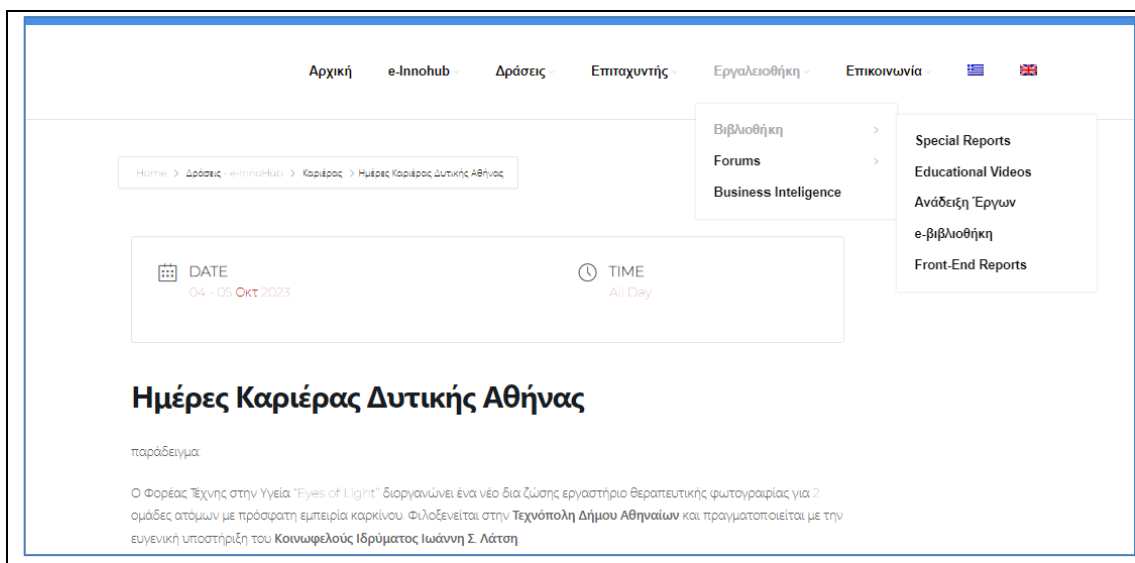 Αρχική e-Innohub Δράσεις Επιταχυντής Εργαλειοθήκη Επικοινωνία
Βιβλιοθήκη
Forums
Business Inteligence
Special Reports
Educational Videos
Ανάδειξη Έργων
e-βιβλιοθήκη
Front-End Reports
Home > Δράσεις - e-InnoHub > Καριέρας > Ημέρες Καριέρας Δυτικής Αθήνας
DATE
04 - 05 Οκτ 2023
TIME
All Day
Ημέρες Καριέρας Δυτικής Αθήνας
παράδειγμα:
Ο Φορέας Τέχνης στην Υγεία "Eyes of Light" διοργανώνει ένα νέο δια ζώσης εργαστήριο θεραπευτικής φωτογραφίας για 2
ομάδες ατόμων με πρόσφατη εμπειρία καρκίνου. Φιλοξενείται στην Τεχνόπολη Δήμου Αθηναίων και πραγματοποιείται με την
ευγενική υποστήριξη του Κοινωφελούς Ιδρύματος Ιωάννη Σ. Λάτση.